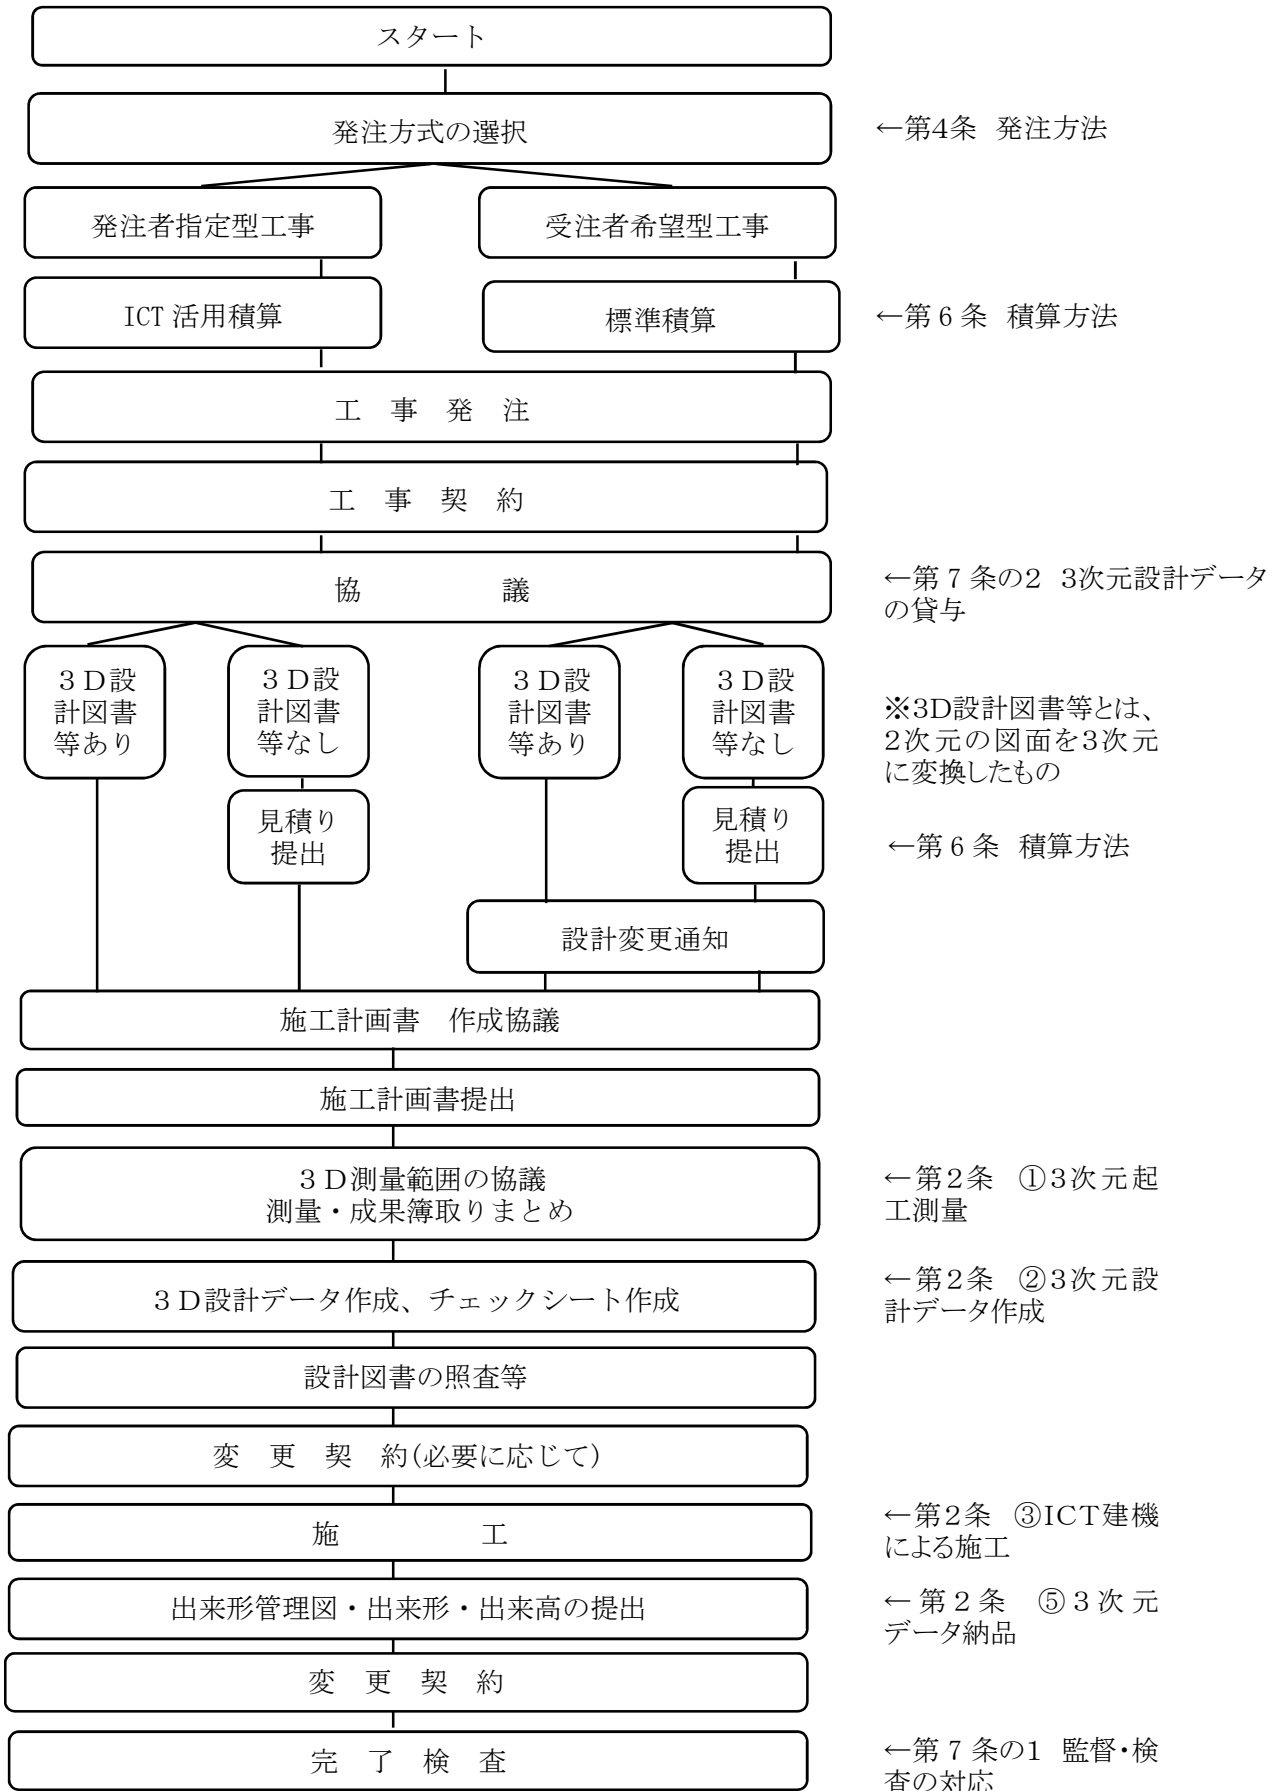 スタート
発注方式の選択
←第4条　発注方法
発注者指定型工事
受注者希望型工事
ICT 活用積算
標準積算
←第 6 条　積算方法
工　事　発　注
工　事　契　約
協　　　　　議
←第 7 条の2　3次元設計データ
の貸与
３Ｄ設
計図書
等あり
３Ｄ設
計図書
等なし
３Ｄ設
計図書
等あり
３Ｄ設
計図書
等なし
※3D設計図書等とは、
2次元の図面を3次元
に変換したもの
見積り
提出
見積り
提出
←第 6 条　積算方法
設計変更通知
施工計画書　作成協議
施工計画書提出
３Ｄ測量範囲の協議
測量・成果簿取りまとめ
←第2条　①3次元起
工測量
３Ｄ設計データ作成、チェックシート作成
←第2条　②3次元設
計データ作成
設計図書の照査等
変　更　契　約(必要に応じて)
施　　　　　工
←第2条　③ICT建機
による施工
出来形管理図・出来形・出来高の提出
←第2条　⑤3次元
データ納品
変　更　契　約
完　了　検　査
←第 7 条の1　監督・検
査の対応